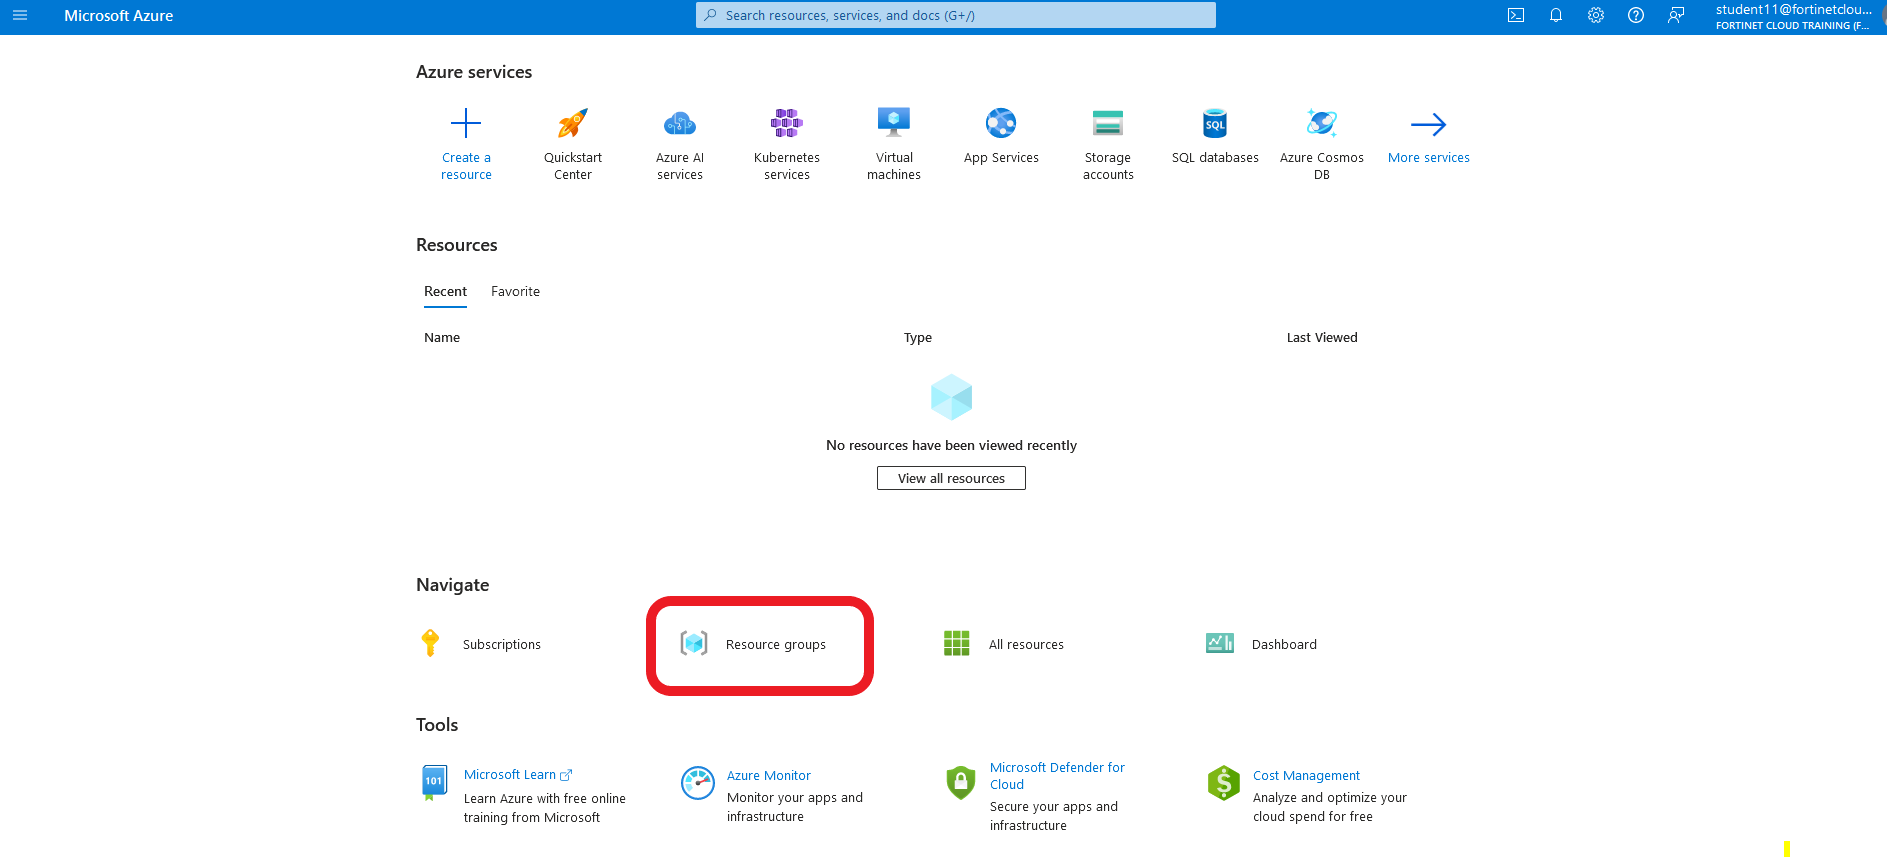 Microsoft Azure
Search resources, services, and docs (G+/)
student11@fortinetclou...
FORTINET CLOUD TRAINING (F...
Azure services
Create a
resource
Quickstart
Center
Azure AI
services
Kubernetes
services
Virtual
machines
App Services
Storage
accounts
SQL
SQL databases
Azure Cosmos
DB
More services
Resources
Recent
Favorite
Name
Type
Last Viewed
No resources have been viewed recently
View all resources
Navigate
Subscriptions
Resource groups
All resources
Dashboard
Tools
101
Microsoft Learn
Learn Azure with free online
training from Microsoft
Azure Monitor
Monitor your apps and
infrastructure
Microsoft Defender for
Cloud
Secure your apps and
infrastructure
$
Cost Management
Analyze and optimize your
cloud spend for free